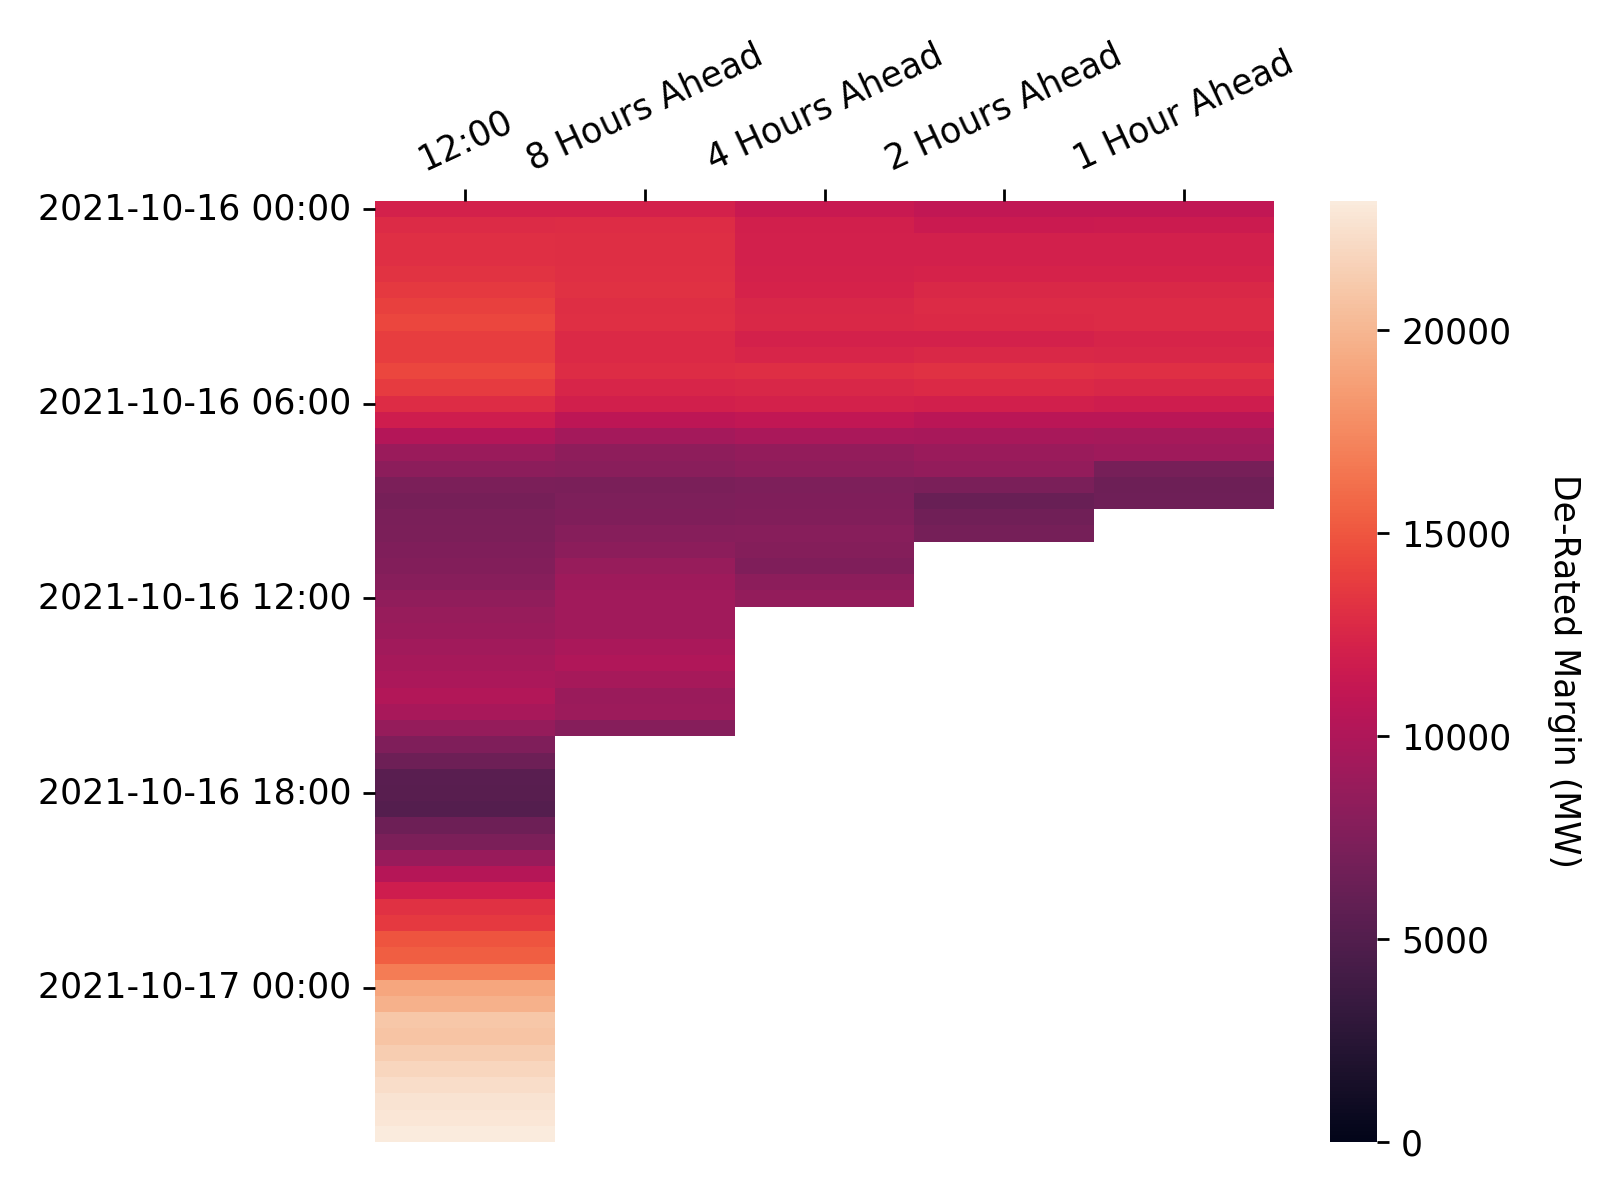 12:00
8 Hours Ahead
4 Hours Ahead
2 Hours Ahead
1 Hour Ahead
2021-10-16 00:00
2021-10-16 06:00
2021-10-16 12:00
2021-10-16 18:00
2021-10-17 00:00
20000
15000
10000
5000
0
De-Rated Margin (MW)